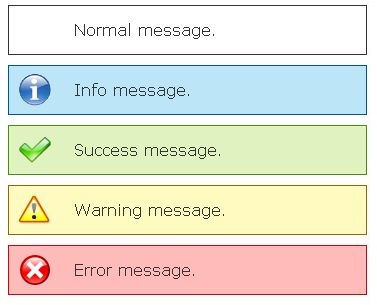 Normal message.
Info message.
Success message.
Warning message.
Error message.